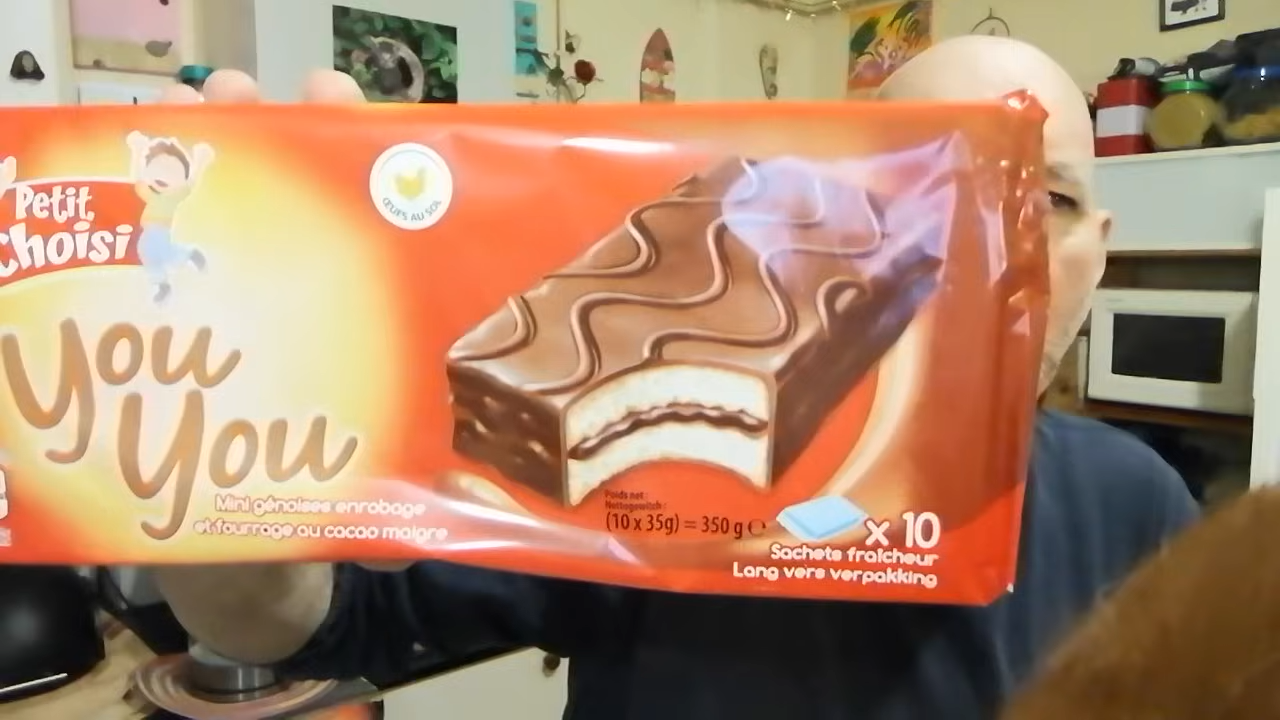 Petit
Choisi
ŒUFS AU SOL
You
You
Mini génoises enrobage
et fourrage au cacao maigre
Poids net :
Nettogewitch :
(10 x 35g) = 350 g ℮
x 10
Sachets fraîcheur
Lang vers verpakking